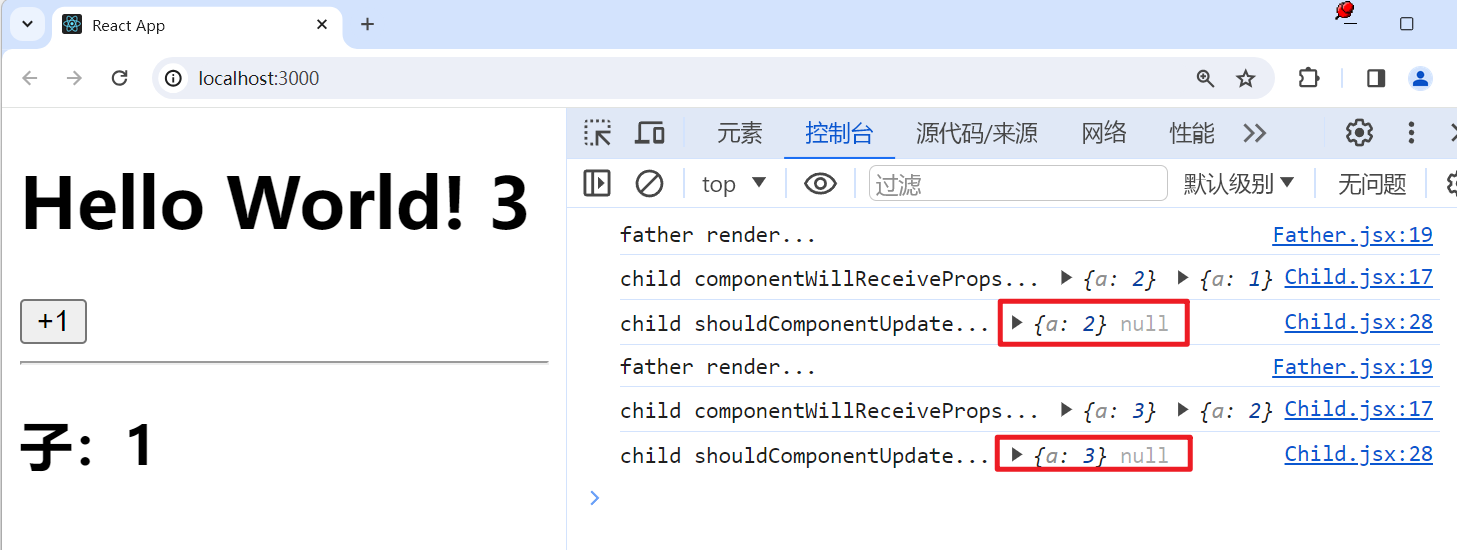 React App
localhost:3000
Hello World! 3
+1
子：1
元素 控制台 源代码/来源 网络 性能
top 过滤 默认级别 无问题
father render... Father.jsx:19
child componentWillReceiveProps... ▶ {a: 2} ▶ {a: 1} Child.jsx:17
child shouldComponentUpdate... ▶ {a: 2} null Child.jsx:28
father render... Father.jsx:19
child componentWillReceiveProps... ▶ {a: 3} ▶ {a: 2} Child.jsx:17
child shouldComponentUpdate... ▶ {a: 3} null Child.jsx:28